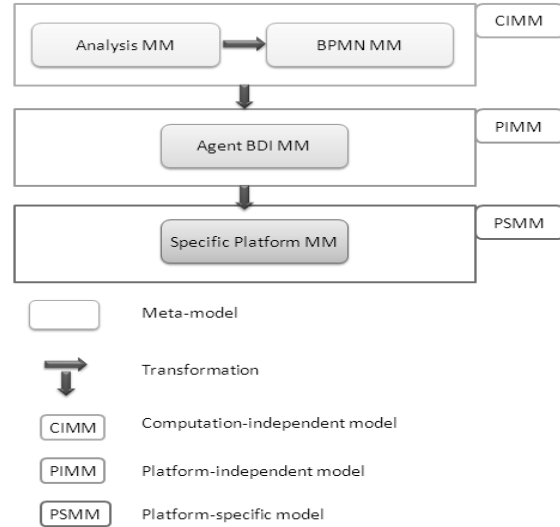 Analysis MM
BPMN MM
CIMM
Agent BDI MM
PIMM
Specific Platform MM
PSMM
Meta-model
Transformation
CIMM Computation-independent model
PIMM Platform-independent model
PSMM Platform-specific model